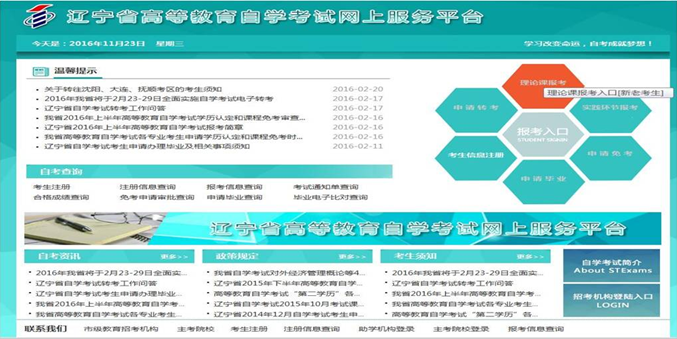 辽宁省高等教育自学考试网上服务平台
今天是：2016年11月23日 星期三
学习改变命运，自考成就梦想！
温馨提示
关于转往沈阳、大连、抚顺考区的考生须知 2016-02-20
2016年我省将于2月23-29日全面实施自学考试电子转考 2016-02-17
辽宁省自学考试转考工作问答 2016-02-17
我省2016年上半年高等教育自学考试学历认定和课程免考审查... 2016-02-17
辽宁省2016年上半年高等教育自学考试报考简章 2016-02-17
我省高等教育自学考试各专业考生申请学历认定和课程免考时... 2016-02-17
辽宁省自学考试考生申请办理毕业及相关事项须知 2016-02-11
理论课报考
理论课报考入口[新老考生]
申请转考
实践环节报考
报考入口
考生信息注册
申请免考
申请毕业
自考查询
考生注册 注册信息查询 报考信息查询 考试通知单查询
合格成绩查询 免考申请审批查询 申请毕业查询 毕业电子比对查询
辽宁省高等教育自学考试网上服务平台
自考资讯 更多>>
2016年我省将于2月23-29日全面实...
辽宁省自学考试转考工作问答
辽宁省自学考试考生申请办理毕业...
我省2016年上半年高等教育自学考...
辽宁省2016年上半年高等教育自学...
政策规定 更多>>
我省自学考试对外经济管理概论等4...
辽宁省2015年下半年高等教育自学...
高等教育自学考试“第二学历”各...
辽宁省自学考试2015年10月考试课...
辽宁省2014年12月自学考试考生申...
考生须知 更多>>
2016年我省将于2月23-29日全面实...
辽宁省自学考试转考工作问答
我省2016年上半年高等教育自学考...
我省高等教育自学考试各专业考生...
高等教育自学考试“第二学历”各...
自学考试简介
About STExams
招考机构登陆入口
LOGIN
联系我们 市级教育招考机构 主考院校 考生注册 注册信息查询 助学机构登录 主考院校登录 报考信息查询